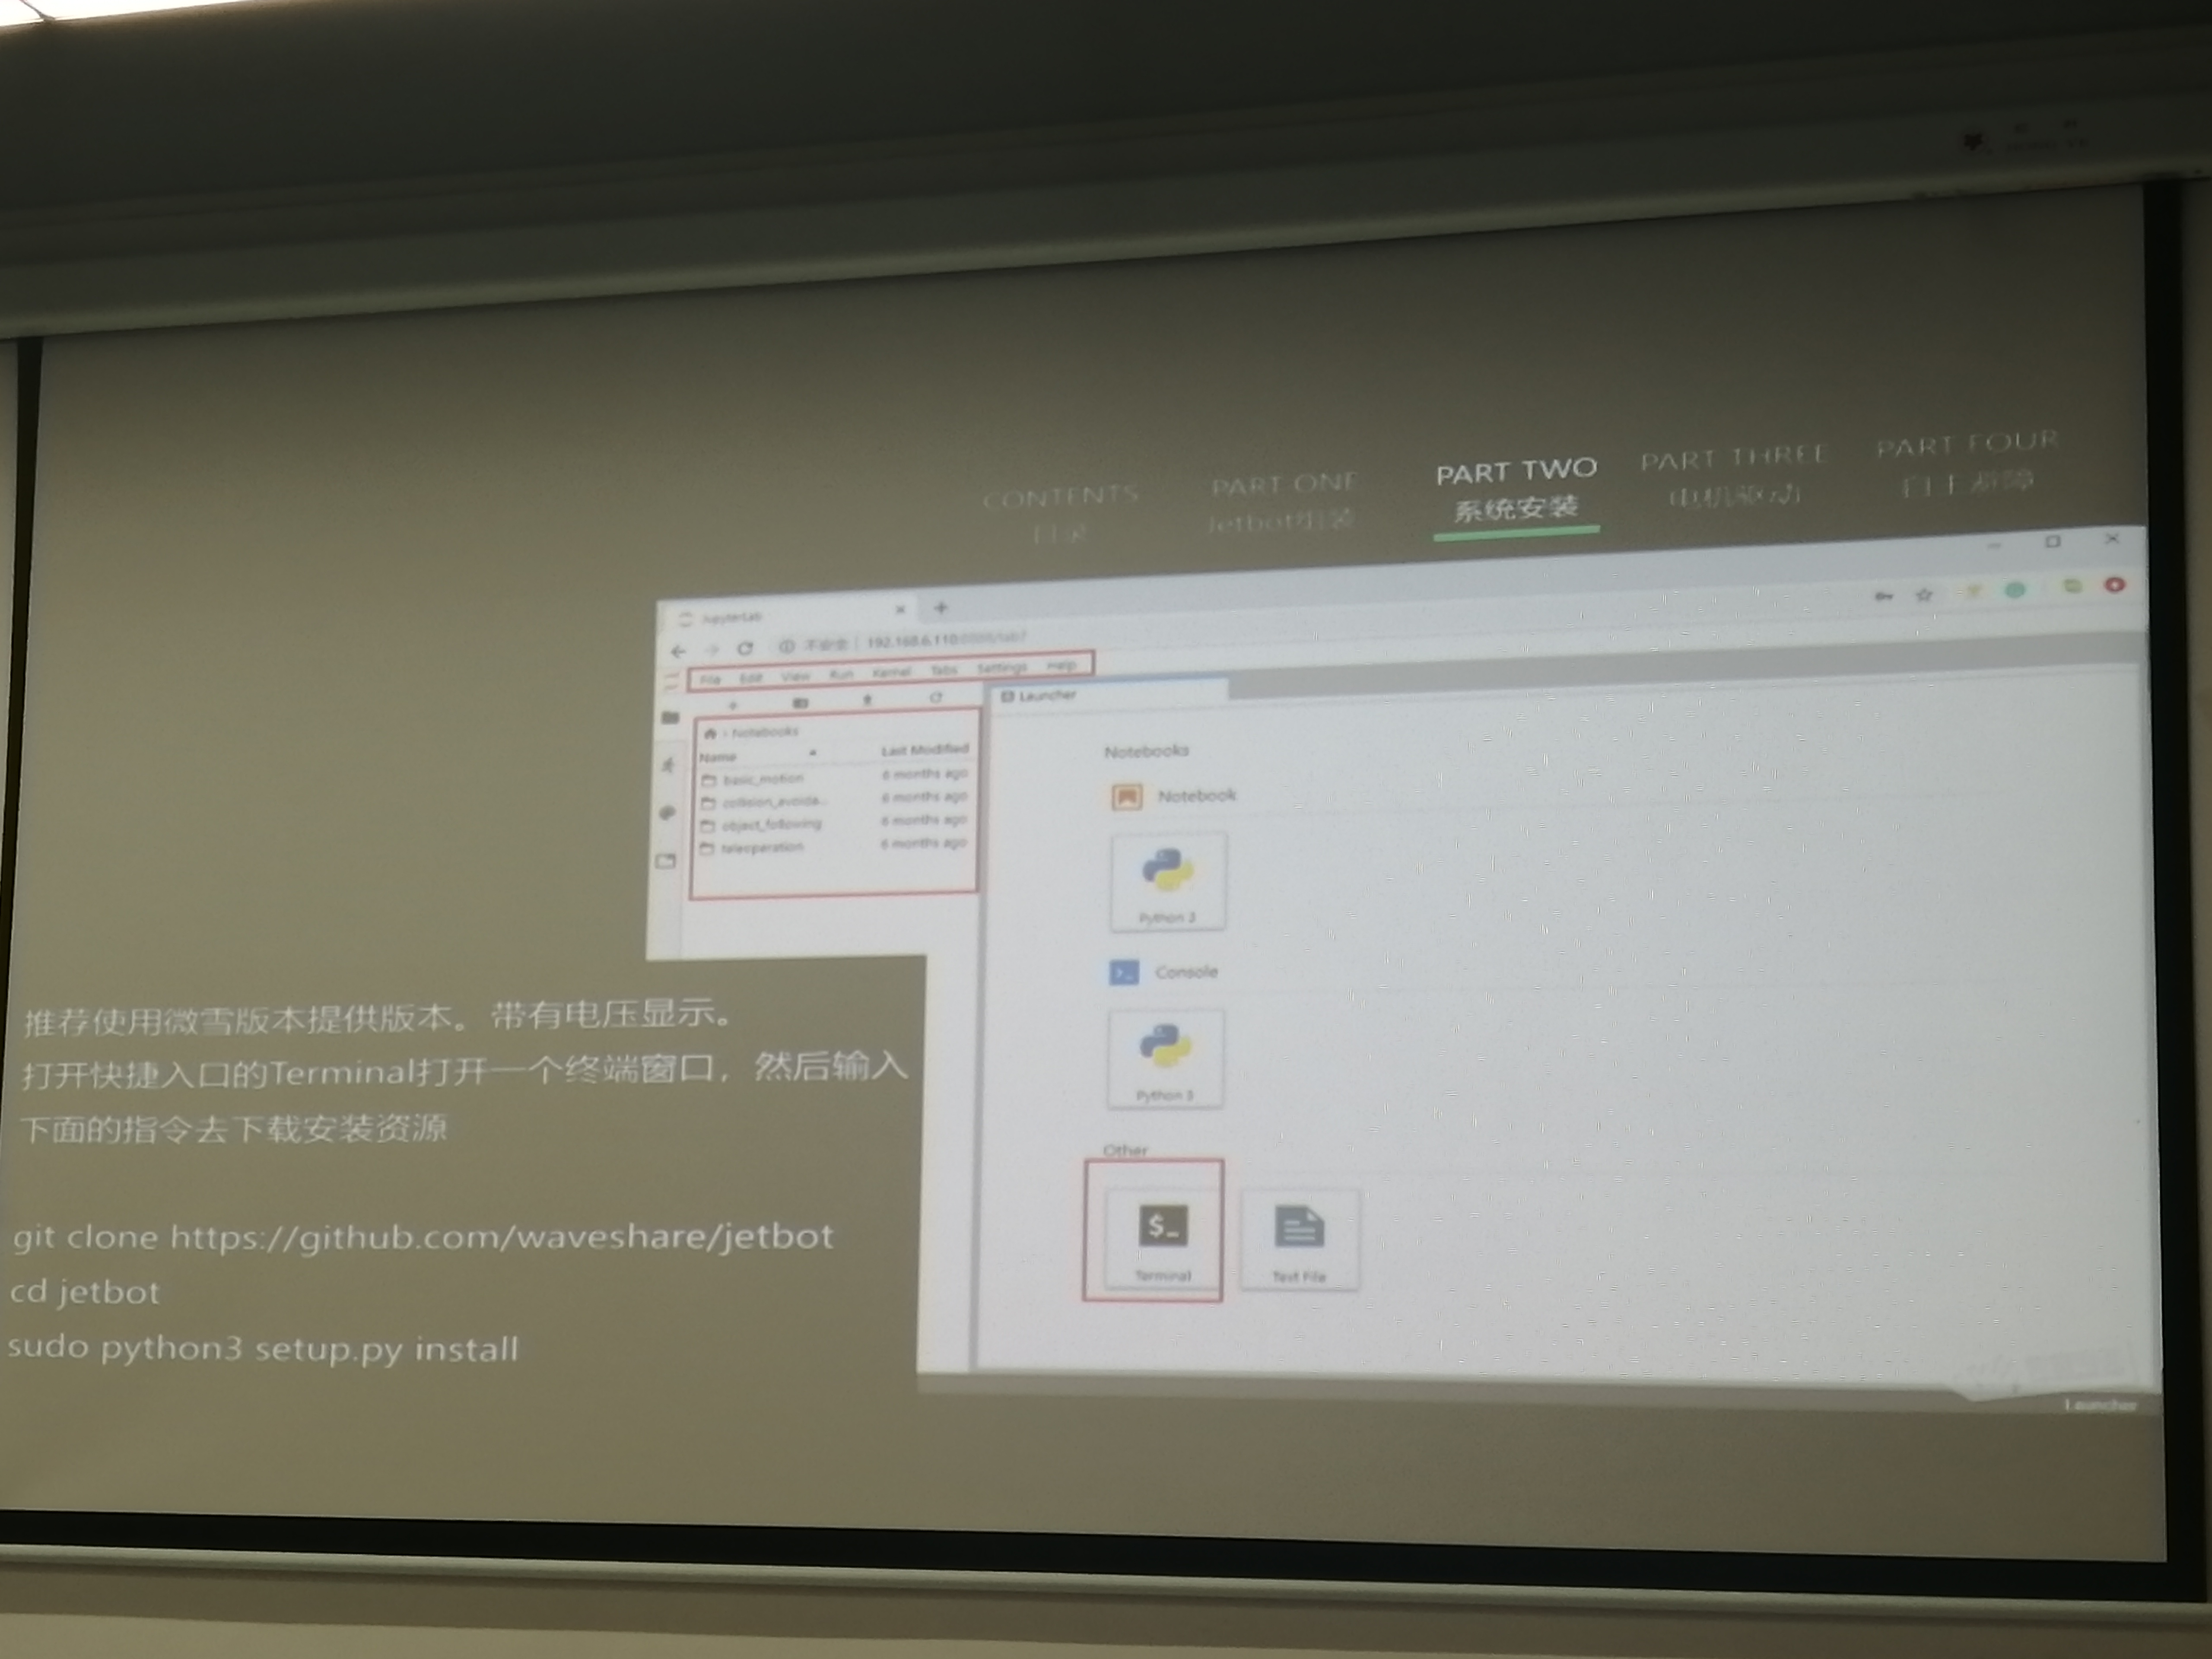 CONTENTS
目录
PART ONE
Jetbot组装
PART TWO
系统安装
PART THREE
电机驱动
PART FOUR
自主避障
JupyterLab
不安全 | 192.168.6.110
File Edit View Run Kernel Tabs Settings Help
Notebooks
Name Last Modified
basic_motion 6 months ago
collision_avoida... 6 months ago
object_following 6 months ago
teleoperation 6 months ago
Launcher
Notebooks
Notebook
Python 3
Console
Python 3
Other
$_
Terminal
Text File
Launcher
推荐使用微雪版本提供版本。带有电压显示。
打开快捷入口的Terminal打开一个终端窗口，然后输入
下面的指令去下载安装资源
git clone https://github.com/waveshare/jetbot
cd jetbot
sudo python3 setup.py install